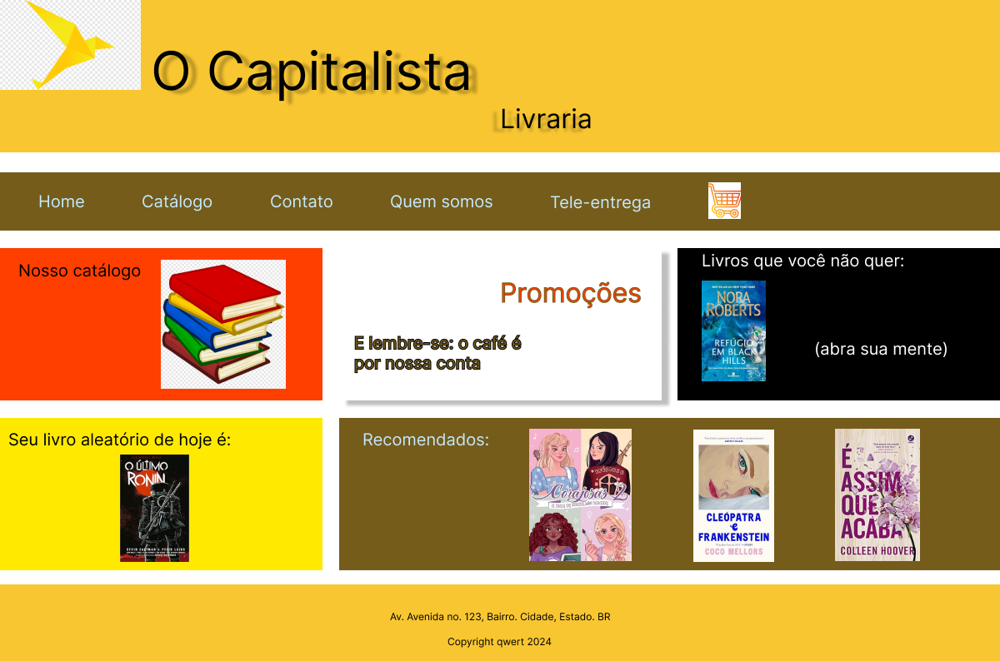 O Capitalista
Livraria
Home
Catálogo
Contato
Quem somos
Tele-entrega
Nosso catálogo
Promoções
E lembre-se: o café é
por nossa conta
Livros que você não quer:
NORA
ROBERTS
REFÚGIO
EM BLACK
HILLS
(abra sua mente)
Seu livro aleatório de hoje é:
O ÚLTIMO
RONIN
KEVIN EASTMAN & PETER LAIRD
Recomendados:
Corajosas 2
CLEÓPATRA
e
FRANKENSTEIN
COCO MELLORS
É
ASSIM
QUE
ACABA
COLLEEN HOOVER
Av. Avenida no. 123, Bairro. Cidade, Estado. BR
Copyright qwert 2024